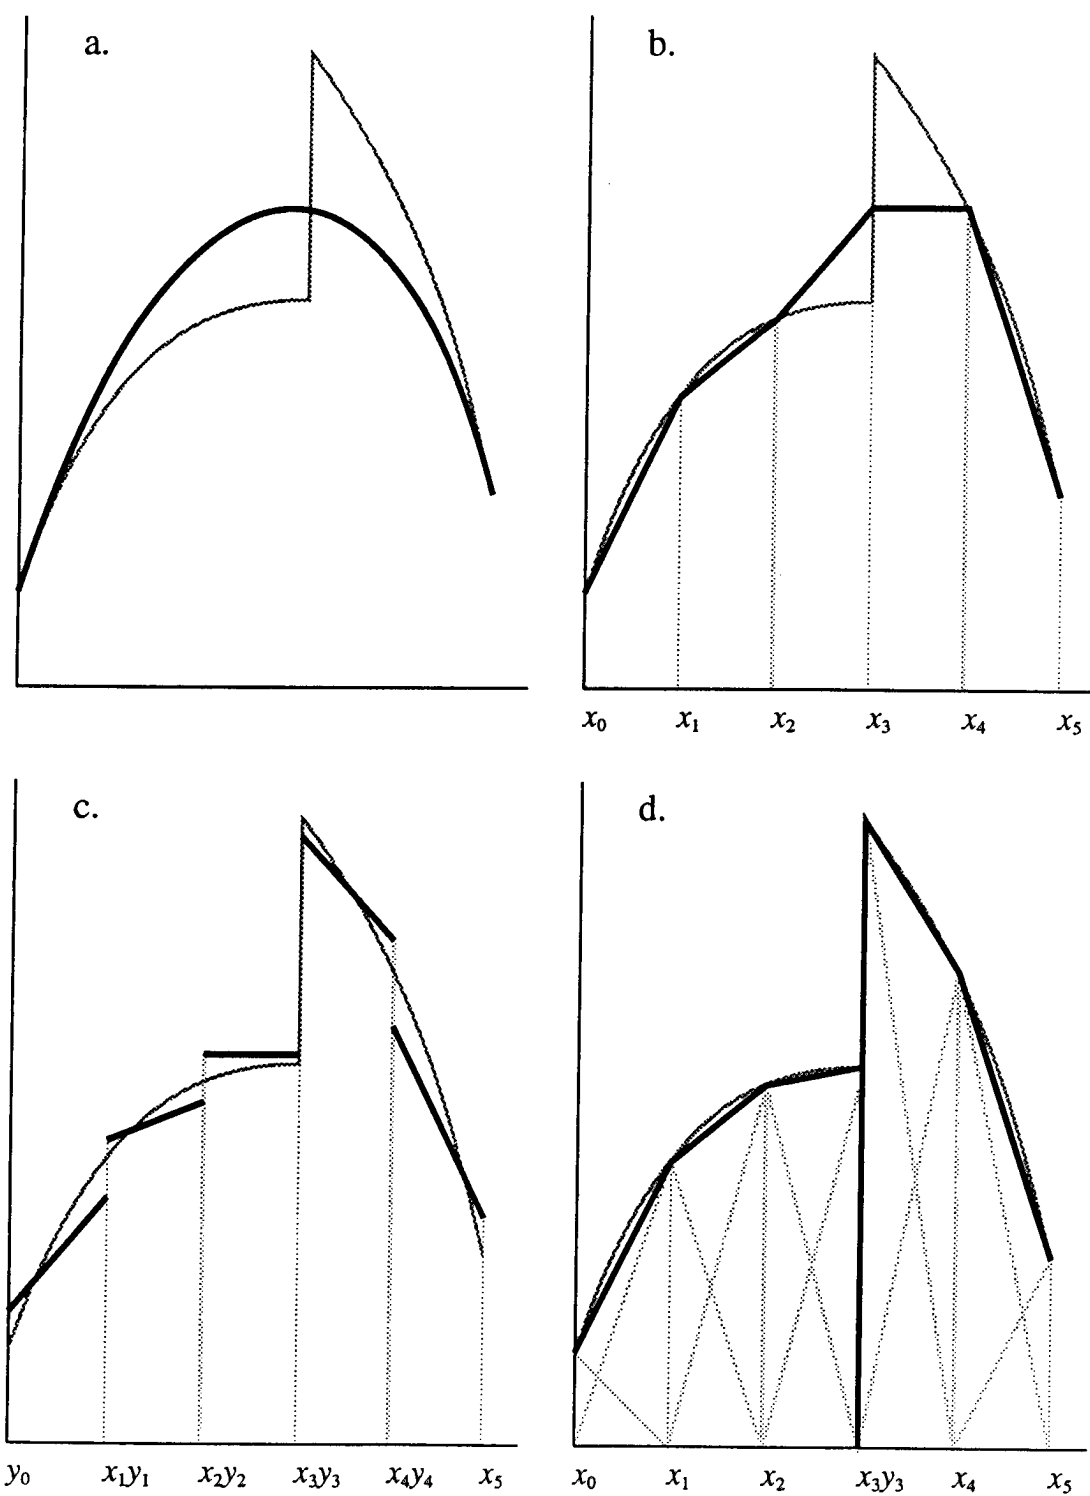 a.
b.
x₀ x₁ x₂ x₃ x₄ x₅
c.
d.
y₀ x₁y₁ x₂y₂ x₃y₃ x₄y₄ x₅
x₀ x₁ x₂ x₃y₃ x₄ x₅